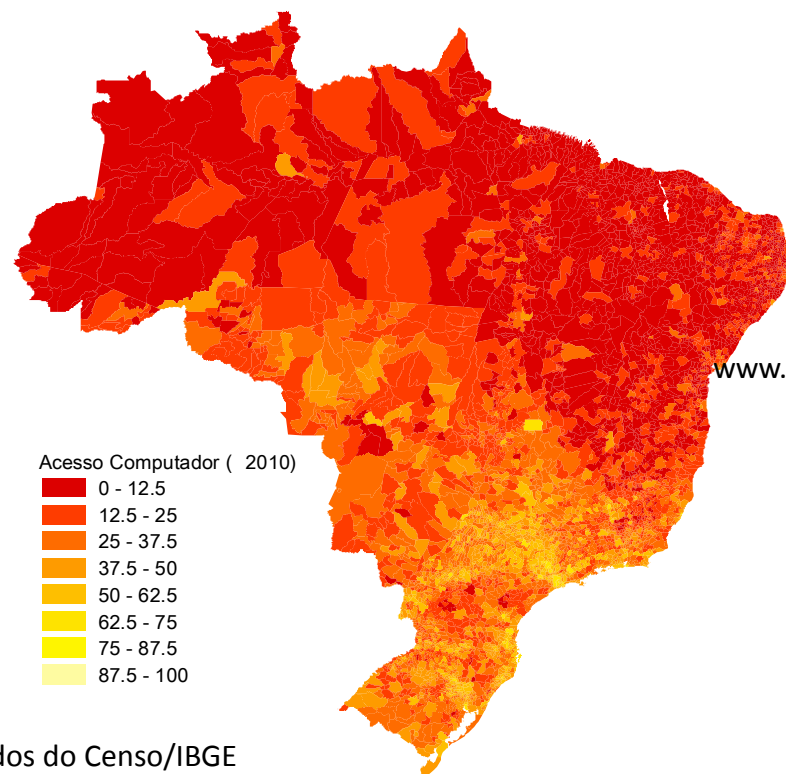 www.
Acesso Computador ( 2010)
0 - 12.5
12.5 - 25
25 - 37.5
37.5 - 50
50 - 62.5
62.5 - 75
75 - 87.5
87.5 - 100
dos do Censo/IBGE